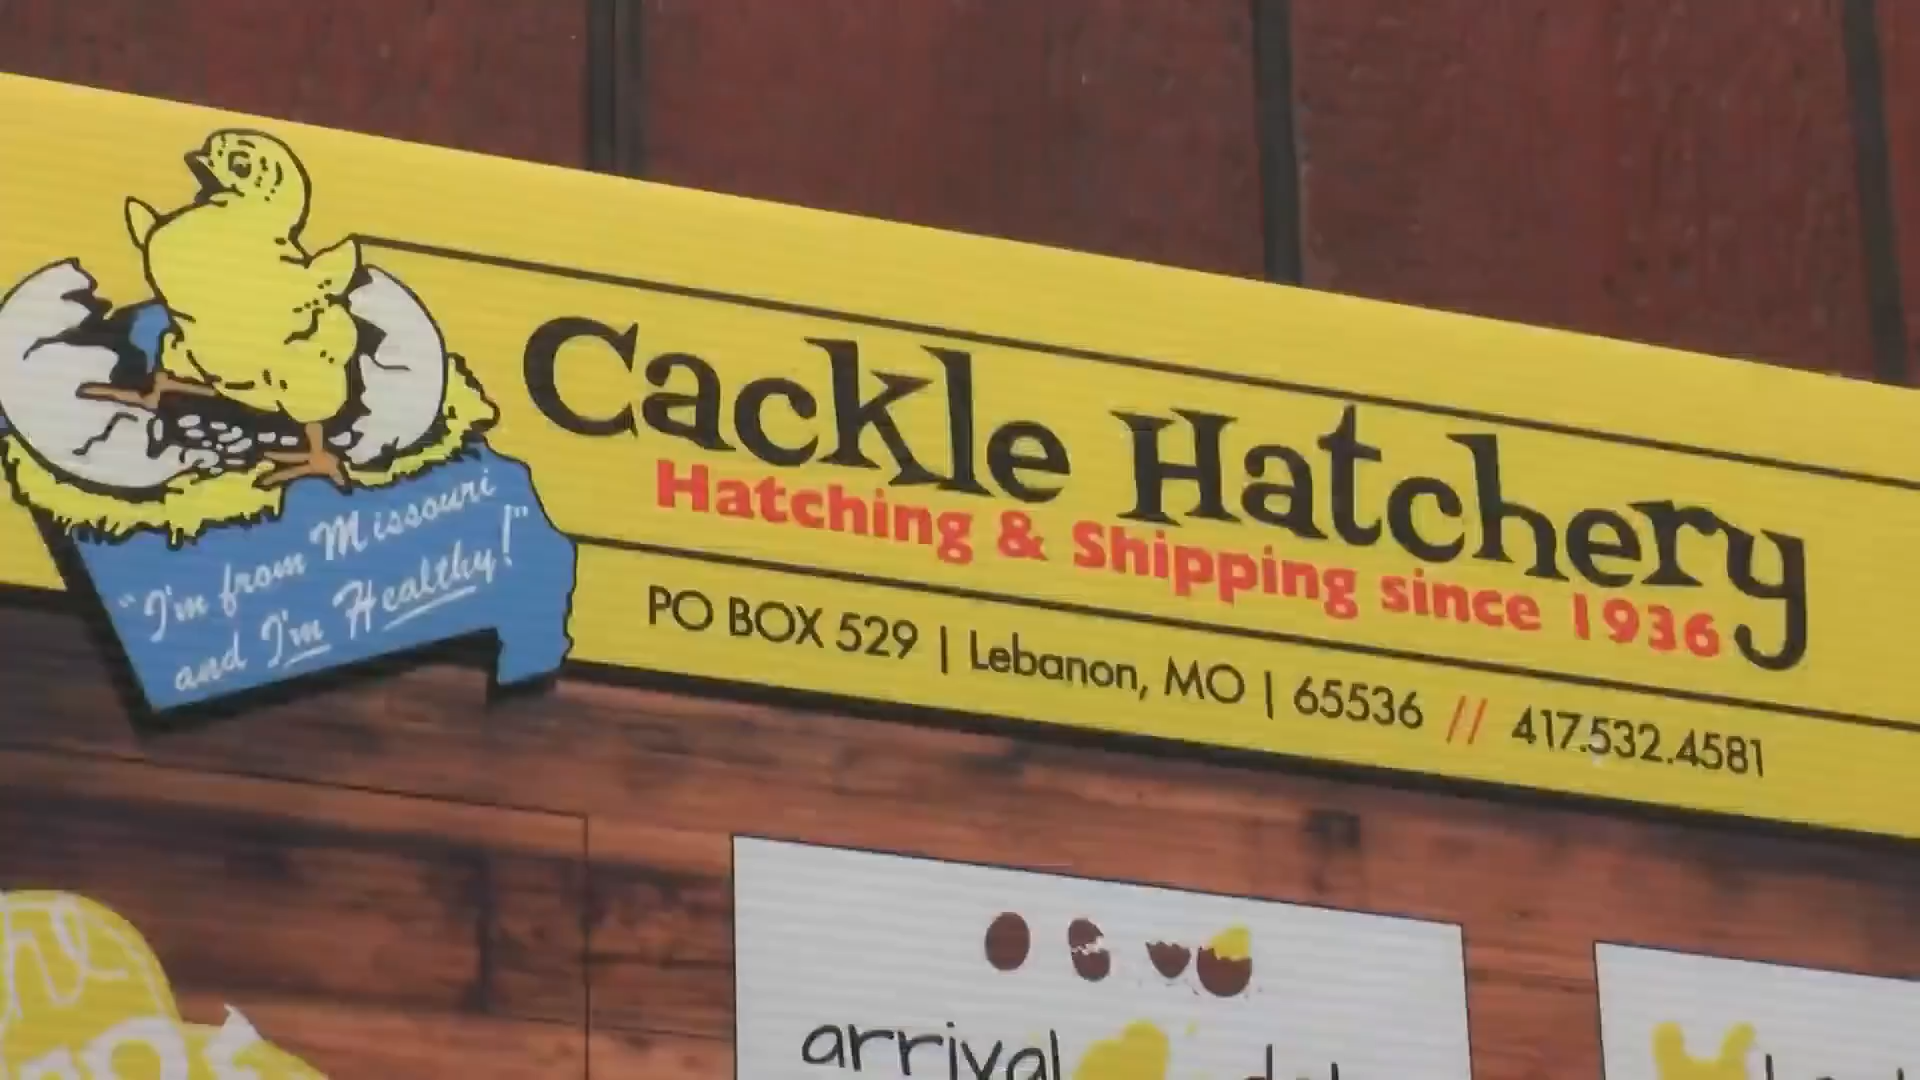 Cackle Hatchery
Hatching & Shipping since 1936
PO BOX 529 | Lebanon, MO | 65536 // 417.532.4581
"I'm from Missouri
and I'm Healthy!"
arrival